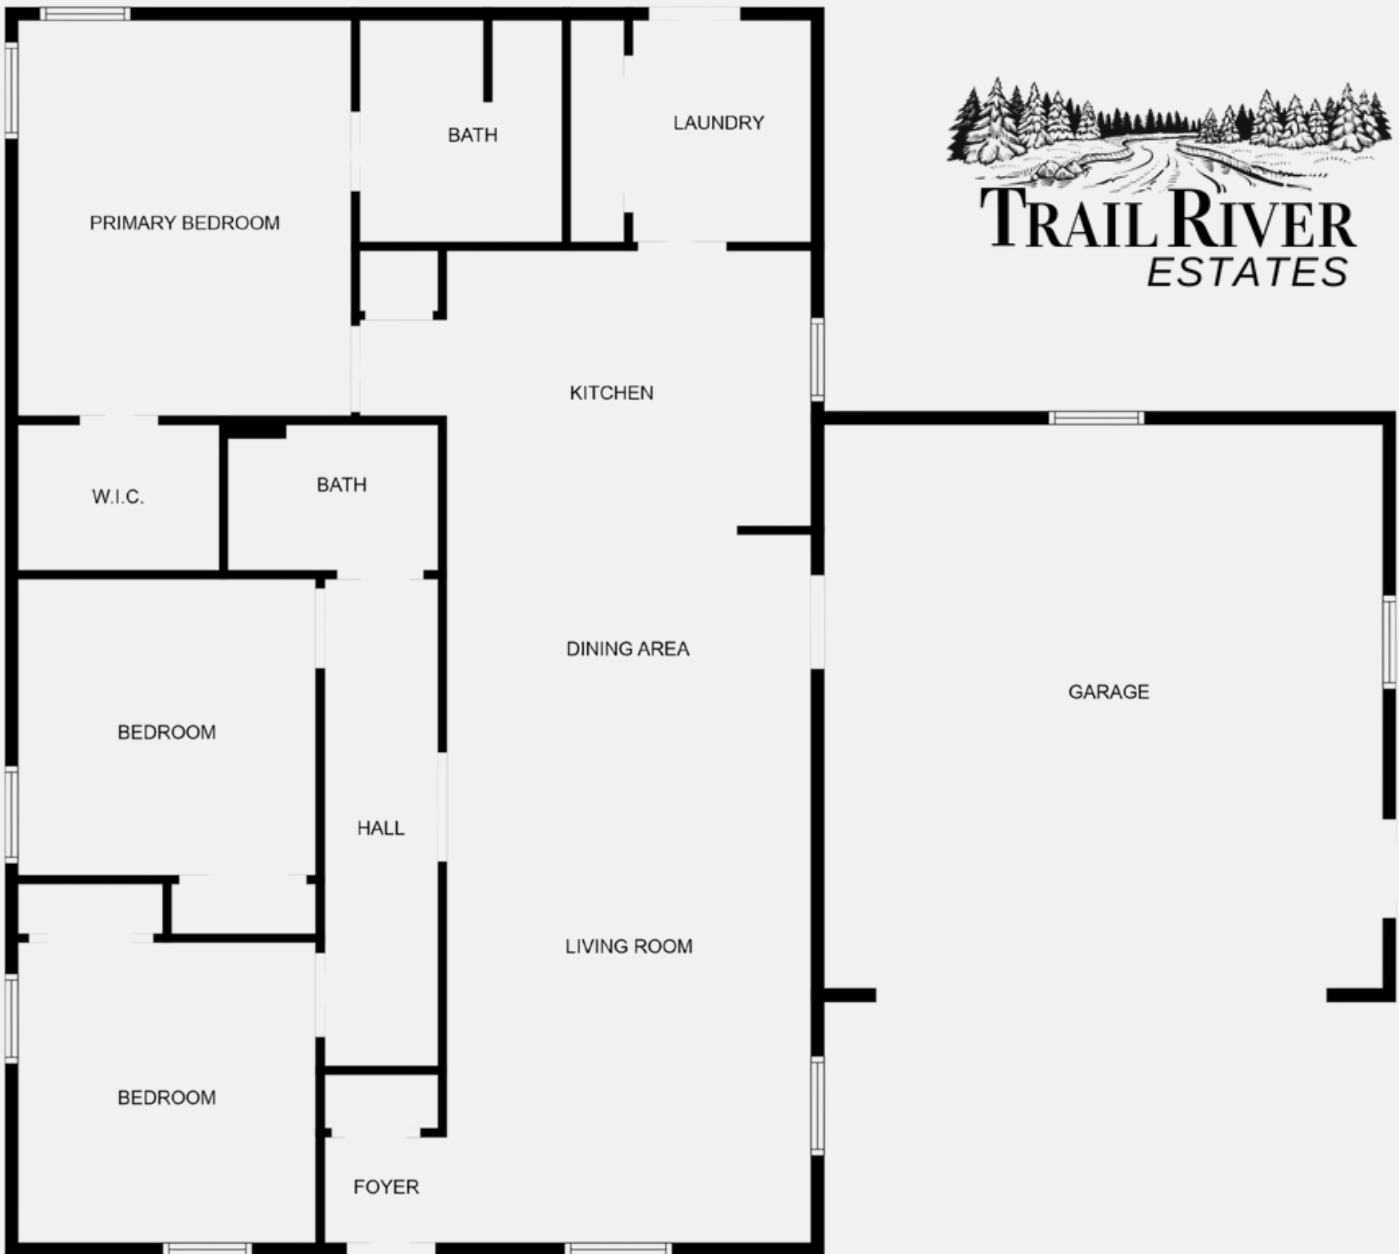 BATH
LAUNDRY
TRAIL RIVER
ESTATES
PRIMARY BEDROOM
KITCHEN
W.I.C.
BATH
DINING AREA
GARAGE
BEDROOM
HALL
LIVING ROOM
BEDROOM
FOYER